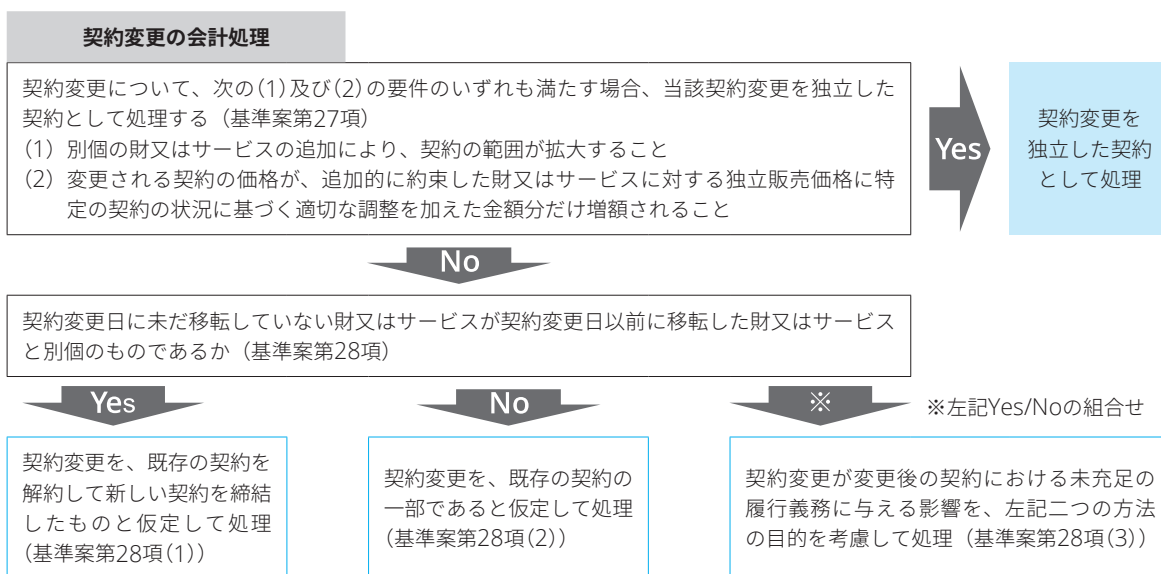 契約変更の会計処理
契約変更について、次の(1)及び(2)の要件のいずれも満たす場合、当該契約変更を独立した
契約として処理する（基準案第27項）
(1) 別個の財又はサービスの追加により、契約の範囲が拡大すること
(2) 変更される契約の価格が、追加的に約束した財又はサービスに対する独立販売価格に特
定の契約の状況に基づく適切な調整を加えた金額分だけ増額されること
Yes
契約変更を
独立した契約
として処理
No
契約変更日に未だ移転していない財又はサービスが契約変更日以前に移転した財又はサービス
と別個のものであるか（基準案第28項）
Yes
No
※
※左記Yes/Noの組合せ
契約変更を、既存の契約を
解約して新しい契約を締結
したものと仮定して処理
(基準案第28項(1))
契約変更を、既存の契約の
一部であると仮定して処理
(基準案第28項(2))
契約変更が変更後の契約における未充足の
履行義務に与える影響を、左記二つの方法
の目的を考慮して処理（基準案第28項(3)）